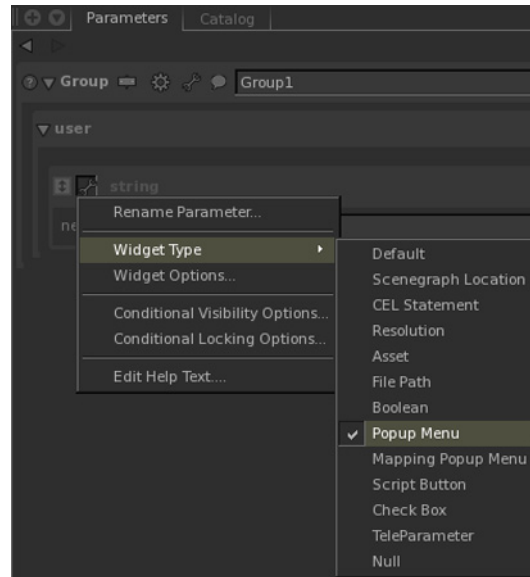 Parameters Catalog
Group Group1
user
string
ne
Rename Parameter...
Widget Type
Widget Options...
Conditional Visibility Options...
Conditional Locking Options...
Edit Help Text....
Default
Scenegraph Location
CEL Statement
Resolution
Asset
File Path
Boolean
Popup Menu
Mapping Popup Menu
Script Button
Check Box
TeleParameter
Null